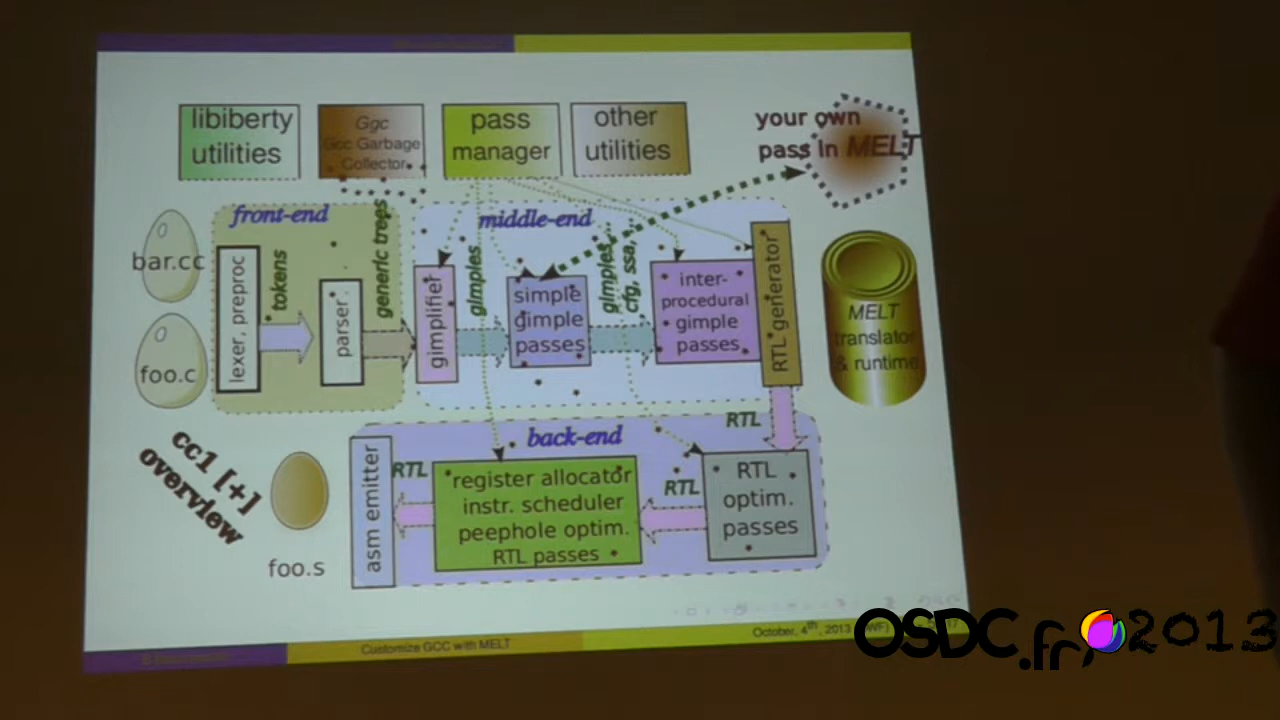 libiberty
utilities
Ggc
Gcc Garbage
Collector
pass
manager
other
utilities
your own
pass in MELT
front-end
middle-end
bar.cc
foo.c
lexer, preproc
tokens
parser
generic trees
gimplifier
gimples
simple
gimple
passes
gimples,
cfg, ssa, ...
inter-
procedural
gimple
passes
RTL generator
MELT
translator
& runtime
RTL
back-end
cc1 [+]
overview
foo.s
asm emitter
RTL
register allocator
instr. scheduler
peephole optim.
RTL passes
RTL
RTL
optim.
passes
Customize GCC with MELT
October, 4th, 2013
OSDC.fr 2013